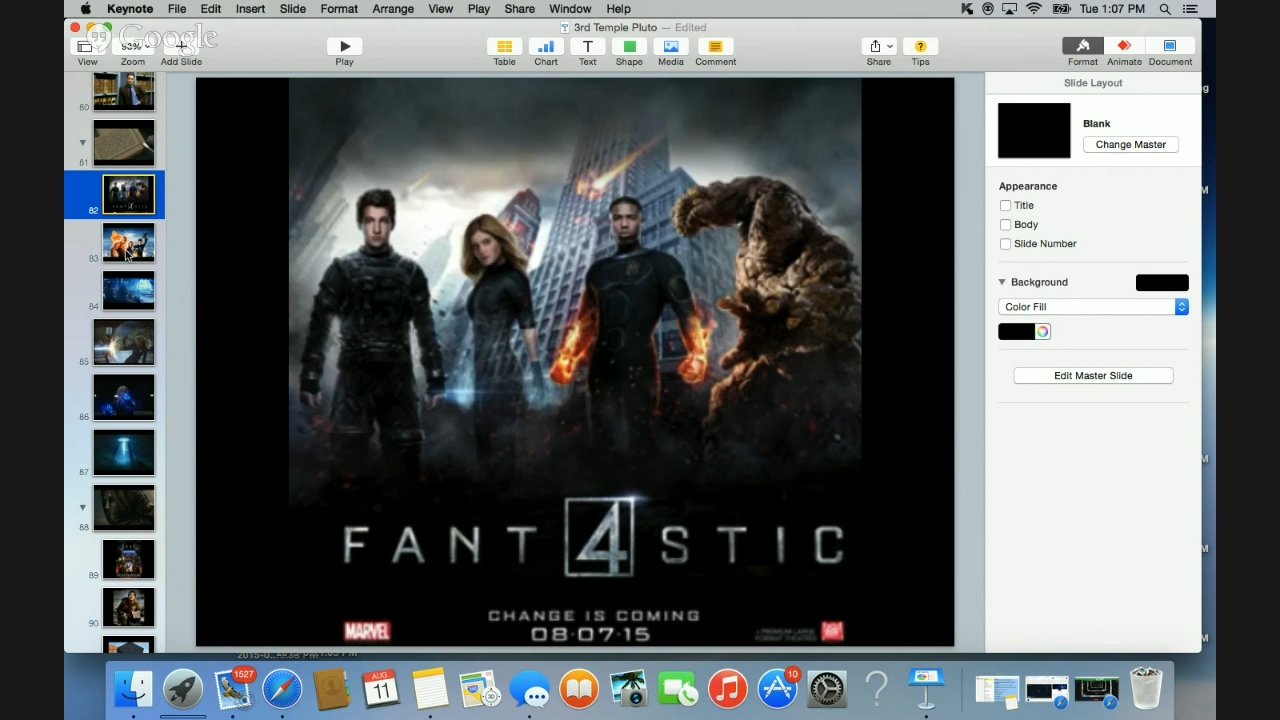 Keynote File Edit Insert Slide Format Arrange View Play Share Window Help
Tue 1:07 PM
Google
3rd Temple Pluto — Edited
93%
View Zoom Add Slide Play Table Chart Text Shape Media Comment Share Tips Format Animate Document
80
81
82
83
84
85
86
87
88
89
90
FANT4STIC
CHANGE IS COMING
08·07·15
MARVEL
Slide Layout
Blank
Change Master
Appearance
Title
Body
Slide Number
Background
Color Fill
Edit Master Slide
1527
AUG
11
10